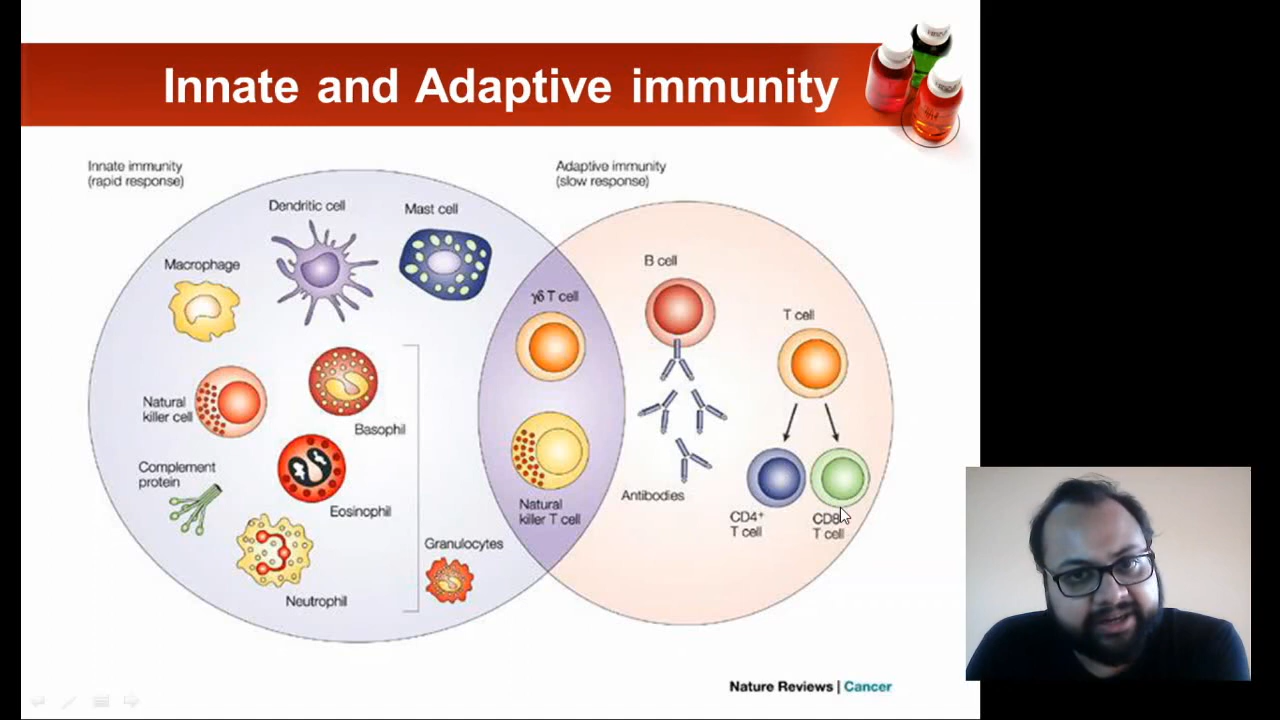 Innate and Adaptive immunity
Innate immunity
(rapid response)
Adaptive immunity
(slow response)
Dendritic cell
Mast cell
Macrophage
B cell
γδ T cell
T cell
Natural
killer cell
Basophil
Complement
protein
Eosinophil
Antibodies
Natural
killer T cell
CD4+
T cell
CD8
T cell
Granulocytes
Neutrophil
Nature Reviews | Cancer